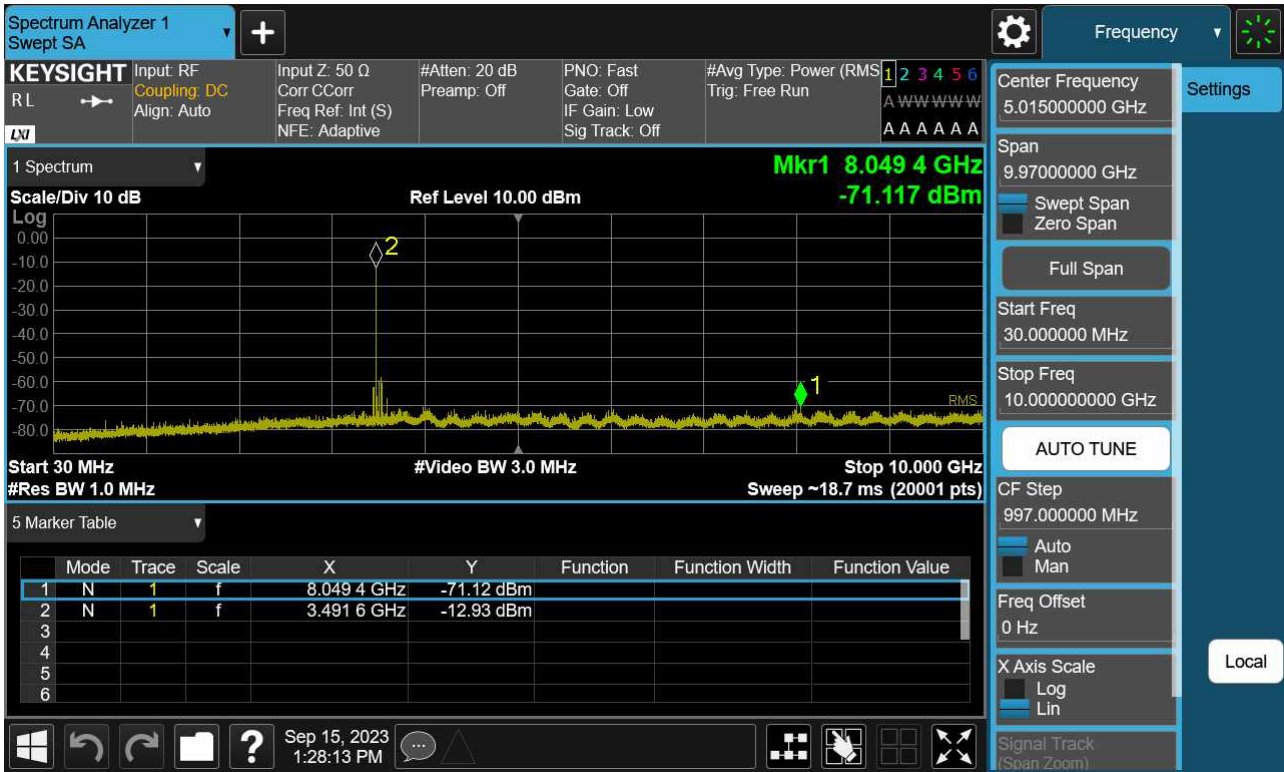 Spectrum Analyzer 1
Swept SA
Frequency
KEYSIGHT
R L
LXI
Input: RF
Coupling: DC
Align: Auto
Input Z: 50 Ω
Corr CCorr
Freq Ref: Int (S)
NFE: Adaptive
#Atten: 20 dB
Preamp: Off
PNO: Fast
Gate: Off
IF Gain: Low
Sig Track: Off
#Avg Type: Power (RMS
Trig: Free Run
1 2 3 4 5 6
A W W W W W
A A A A A A
1 Spectrum
Mkr1 8.049 4 GHz
-71.117 dBm
Scale/Div 10 dB
Ref Level 10.00 dBm
Log
0.00
-10.0
-20.0
-30.0
-40.0
-50.0
-60.0
-70.0
-80.0
2
1
RMS
Start 30 MHz
#Video BW 3.0 MHz
Stop 10.000 GHz
#Res BW 1.0 MHz
Sweep ~18.7 ms (20001 pts)
5 Marker Table
Mode Trace Scale X Y Function Function Width Function Value
1 N 1 f 8.049 4 GHz -71.12 dBm
2 N 1 f 3.491 6 GHz -12.93 dBm
3
4
5
6
Sep 15, 2023
1:28:13 PM
Center Frequency
5.015000000 GHz
Span
9.97000000 GHz
Swept Span
Zero Span
Full Span
Start Freq
30.000000 MHz
Stop Freq
10.000000000 GHz
AUTO TUNE
CF Step
997.000000 MHz
Auto
Man
Freq Offset
0 Hz
X Axis Scale
Log
Lin
Signal Track
(Span Zoom)
Settings
Local